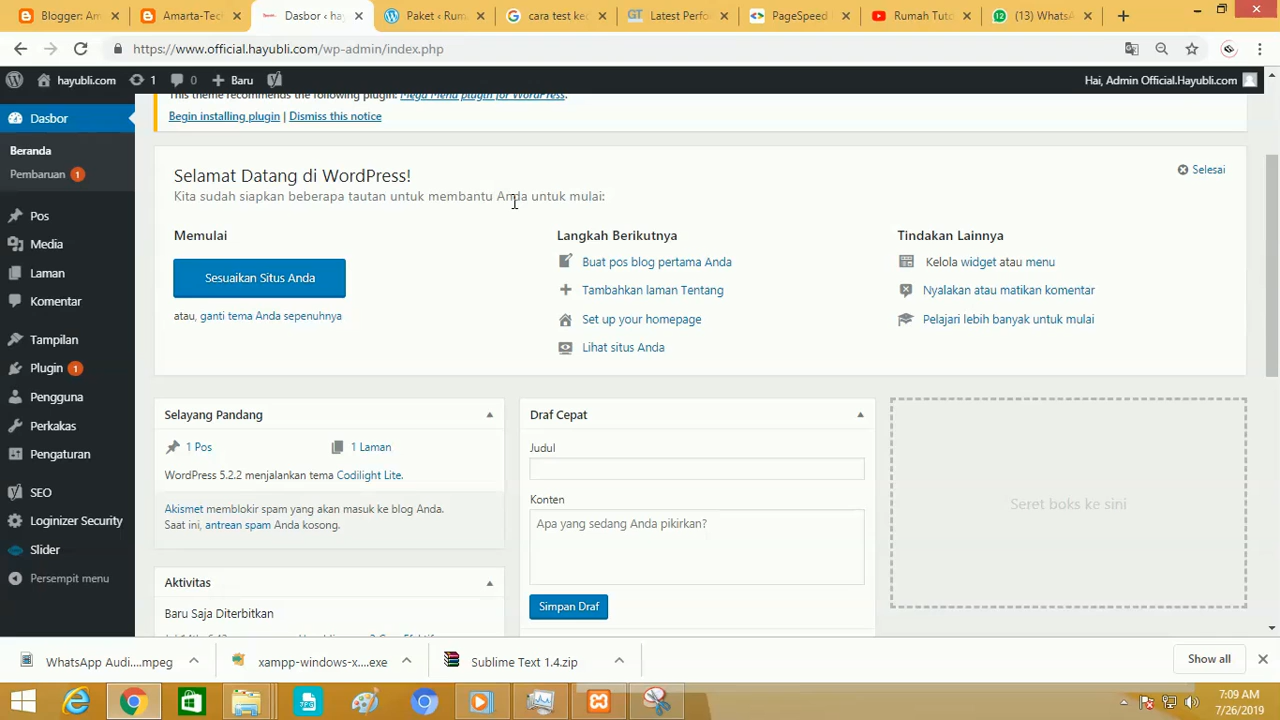 Blogger: Am
Amarta-Tec
Dasbor ‹ hay
Paket ‹ Rum
cara test ke
Latest Perfo
PageSpeed I
Rumah Tuto
(13) WhatsA
https://www.official.hayubli.com/wp-admin/index.php
hayubli.com 1 0 Baru
Hai, Admin Official.Hayubli.com
This theme recommends the following plugin: Mega Menu plugin for WordPress.
Begin installing plugin | Dismiss this notice
Dasbor
Beranda
Pembaruan 1
Pos
Media
Laman
Komentar
Tampilan
Plugin 1
Pengguna
Perkakas
Pengaturan
SEO
Loginizer Security
Slider
Persempit menu
Selamat Datang di WordPress!
Selesai
Kita sudah siapkan beberapa tautan untuk membantu Anda untuk mulai:
Memulai
Sesuaikan Situs Anda
atau, ganti tema Anda sepenuhnya
Langkah Berikutnya
Buat pos blog pertama Anda
Tambahkan laman Tentang
Set up your homepage
Lihat situs Anda
Tindakan Lainnya
Kelola widget atau menu
Nyalakan atau matikan komentar
Pelajari lebih banyak untuk mulai
Selayang Pandang
1 Pos
1 Laman
WordPress 5.2.2 menjalankan tema Codilight Lite.
Akismet memblokir spam yang akan masuk ke blog Anda.
Saat ini, antrean spam Anda kosong.
Aktivitas
Baru Saja Diterbitkan
Draf Cepat
Judul
Konten
Apa yang sedang Anda pikirkan?
Simpan Draf
Seret boks ke sini
WhatsApp Audi....mpeg
xampp-windows-x....exe
Sublime Text 1.4.zip
Show all
7:09 AM
7/26/2019